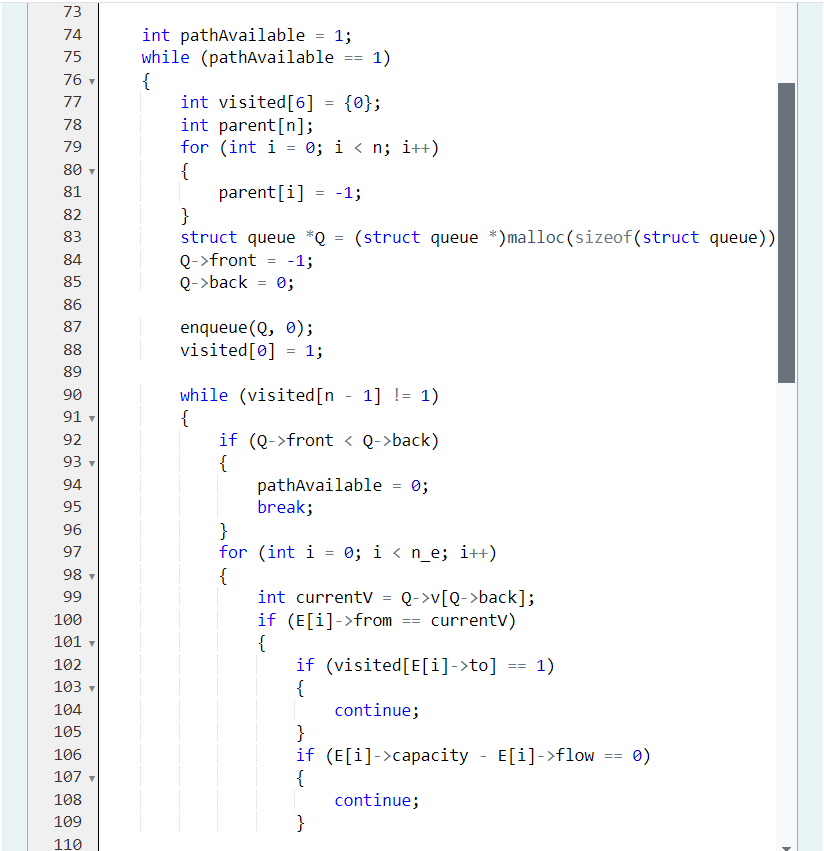 73
74 int pathAvailable = 1;
75 while (pathAvailable == 1)
76 {
77 int visited[6] = {0};
78 int parent[n];
79 for (int i = 0; i < n; i++)
80 {
81 parent[i] = -1;
82 }
83 struct queue *Q = (struct queue *)malloc(sizeof(struct queue))
84 Q->front = -1;
85 Q->back = 0;
86
87 enqueue(Q, 0);
88 visited[0] = 1;
89
90 while (visited[n - 1] != 1)
91 {
92 if (Q->front < Q->back)
93 {
94 pathAvailable = 0;
95 break;
96 }
97 for (int i = 0; i < n_e; i++)
98 {
99 int currentV = Q->v[Q->back];
100 if (E[i]->from == currentV)
101 {
102 if (visited[E[i]->to] == 1)
103 {
104 continue;
105 }
106 if (E[i]->capacity - E[i]->flow == 0)
107 {
108 continue;
109 }
110